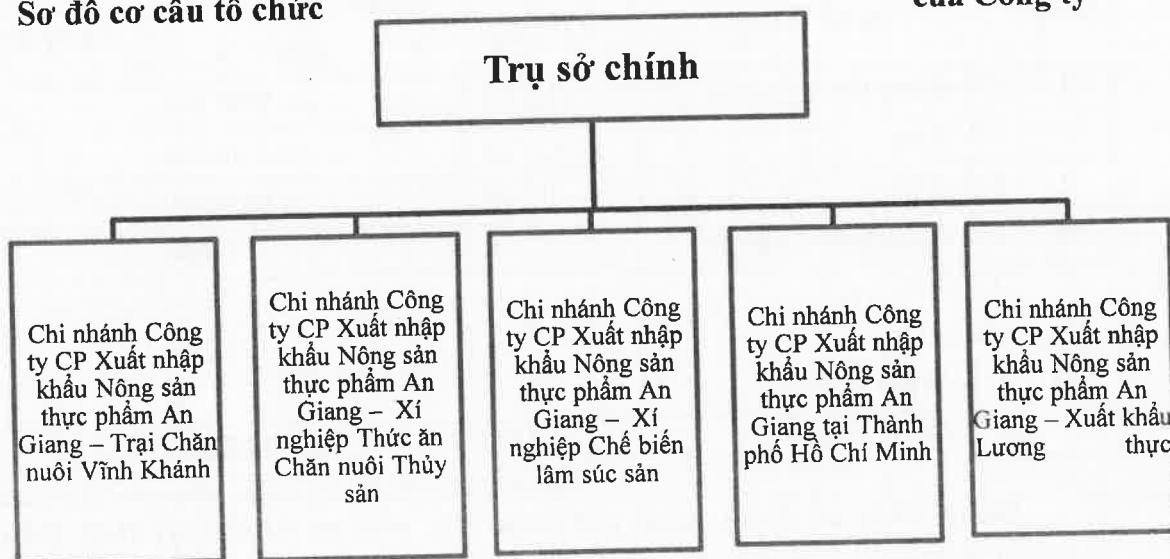 Sơ đồ cơ cấu tổ chức của Công ty
Trụ sở chính
Chi nhánh Công
ty CP Xuất nhập
khẩu Nông sản
thực phẩm An
Giang – Trại Chăn
nuôi Vĩnh Khánh
Chi nhánh Công
ty CP Xuất nhập
khẩu Nông sản
thực phẩm An
Giang – Xí
nghiệp Thức ăn
Chăn nuôi Thủy
sản
Chi nhánh Công
ty CP Xuất nhập
khẩu Nông sản
thực phẩm An
Giang – Xí
nghiệp Chế biến
lâm súc sản
Chi nhánh Công
ty CP Xuất nhập
khẩu Nông sản
thực phẩm An
Giang tại Thành
phố Hồ Chí Minh
Chi nhánh Công
ty CP Xuất nhập
khẩu Nông sản
thực phẩm An
Giang – Xuất khẩu
Lương thực